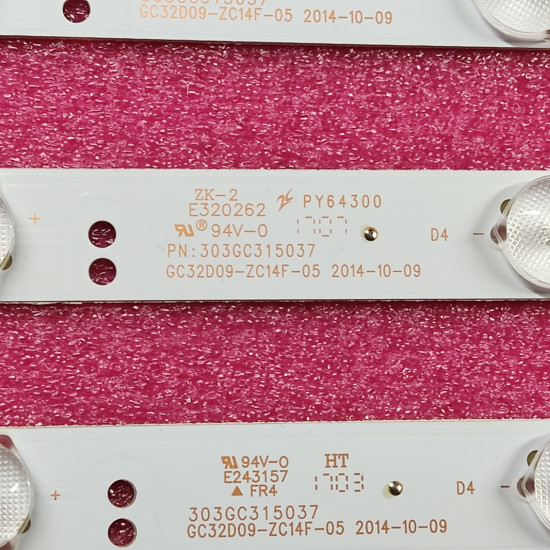 GC32D09-ZC14F-05 2014-10-09
ZK-2
E320262 PY64300
+ 94V-0 1707 D4 -
PN:303GC315037
GC32D09-ZC14F-05 2014-10-09
94V-0 HT
E243157 1703
+ FR4 D4 -
303GC315037
GC32D09-ZC14F-05 2014-10-09